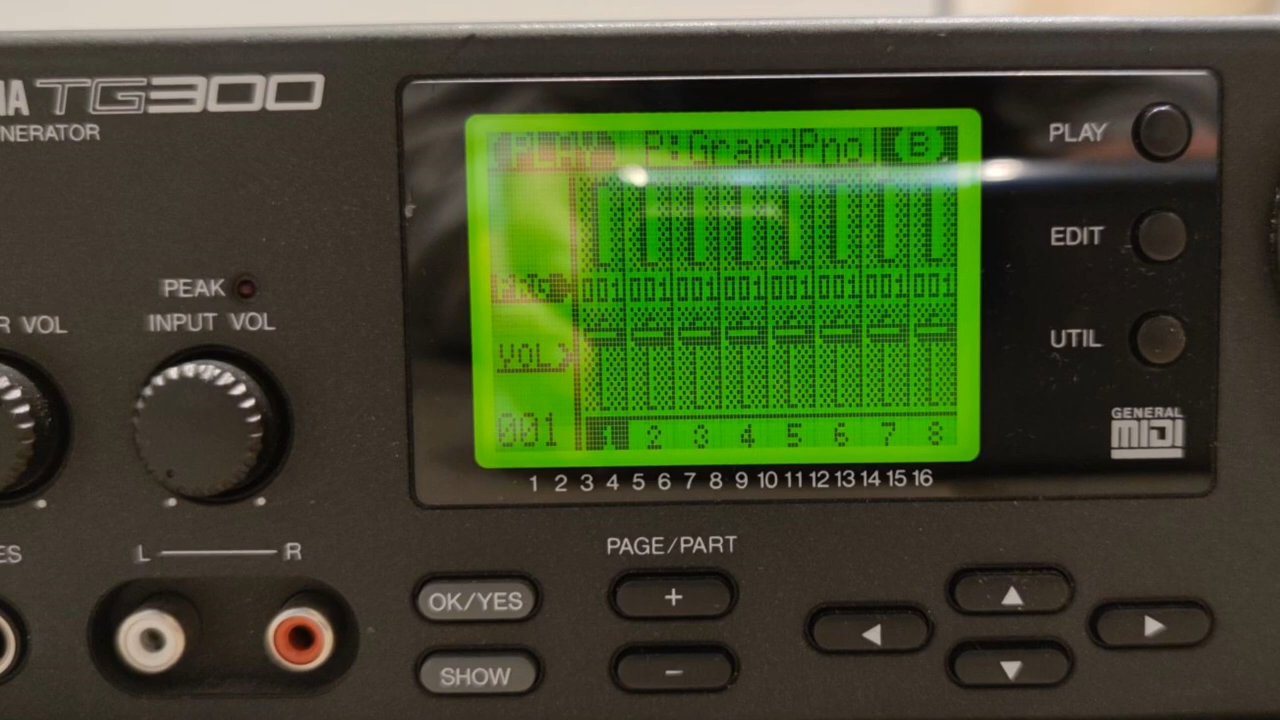 TG300
NERATOR
PEAK
INPUT VOL
R VOL
L R
PLAY P:GrandPno (B)
001 001 001 001 001 001 001 001
VOL
001 1 2 3 4 5 6 7 8
1 2 3 4 5 6 7 8 9 10 11 12 13 14 15 16
PLAY
EDIT
UTIL
GENERAL
MIDI
PAGE/PART
OK/YES + 
SHOW −